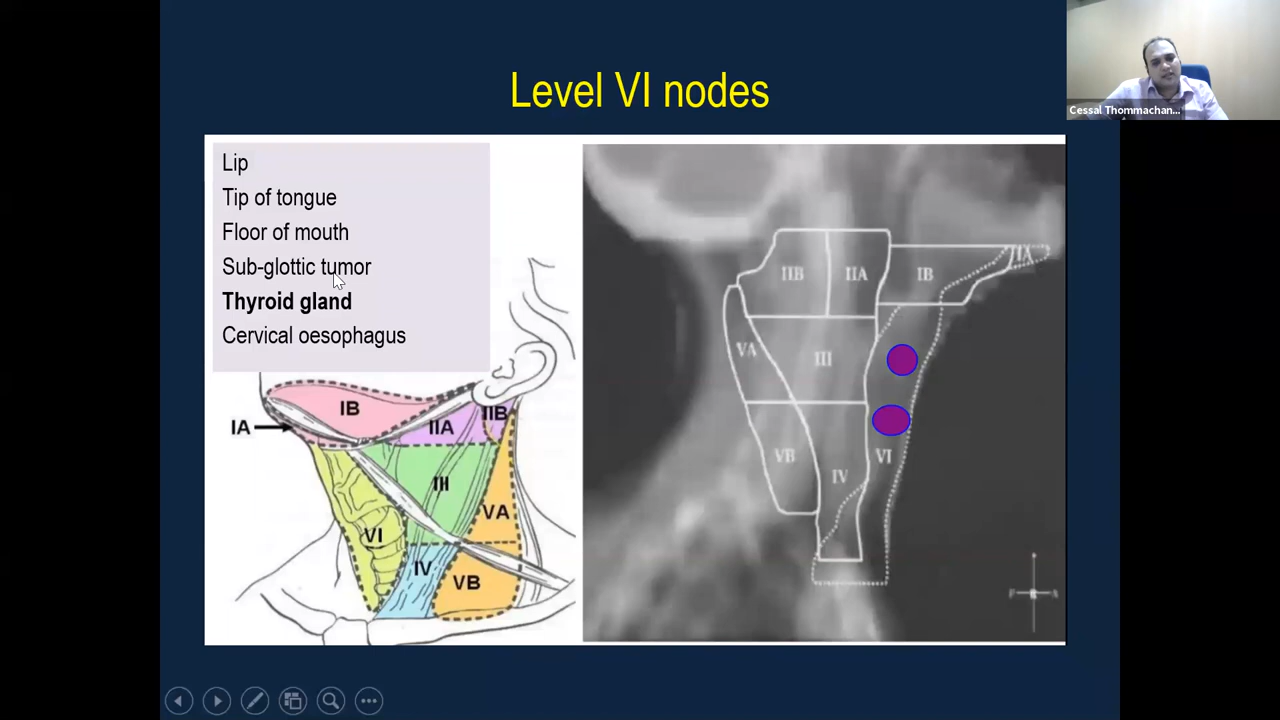 Level VI nodes
Cessal Thommachan...
Lip
Tip of tongue
Floor of mouth
Sub-glottic tumor
Thyroid gland
Cervical oesophagus
IB
IA
IIA
IIB
III
VA
VI
IV
VB
IIB
IIA
IB
IA
VA
III
VB
IV
VI